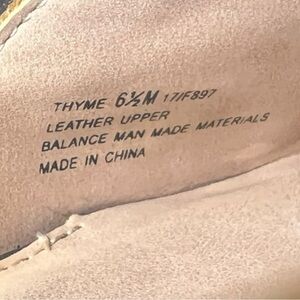 THYME 6½M 17/F897
LEATHER UPPER
BALANCE MAN MADE MATERIALS
MADE IN CHINA